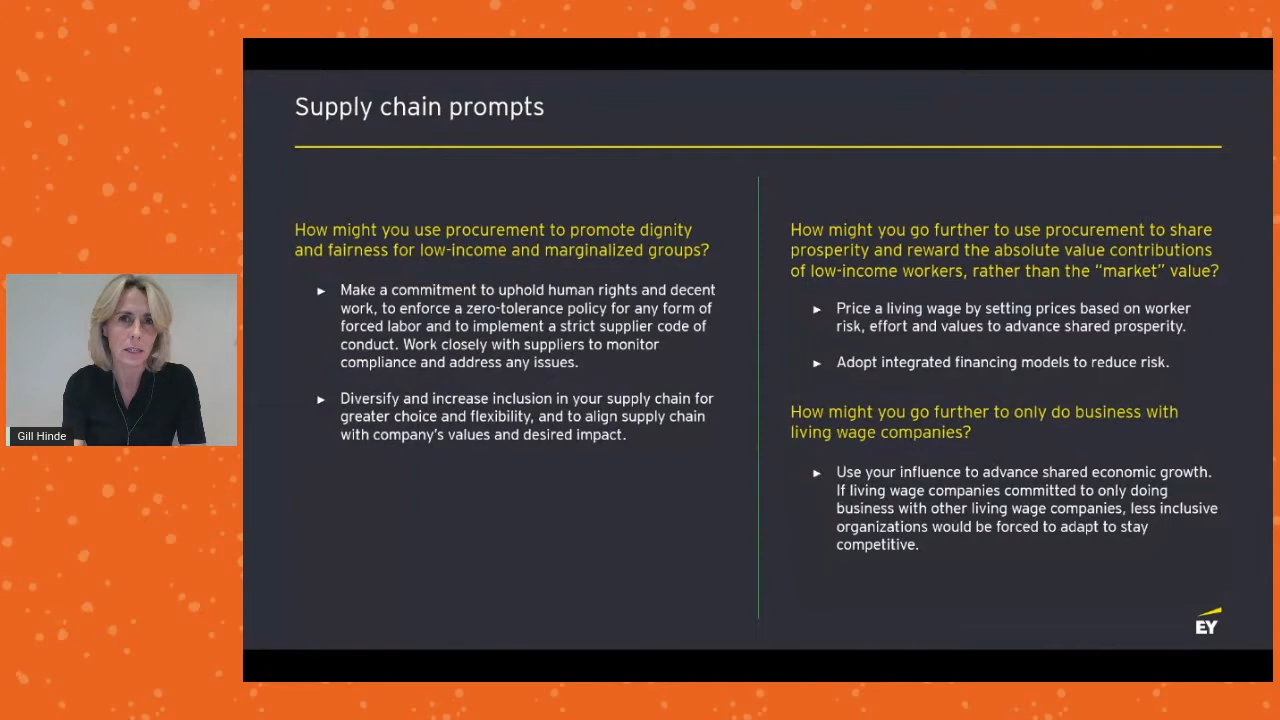 Supply chain prompts
How might you use procurement to promote dignity
and fairness for low-income and marginalized groups?
► Make a commitment to uphold human rights and decent
work, to enforce a zero-tolerance policy for any form of
forced labor and to implement a strict supplier code of
conduct. Work closely with suppliers to monitor
compliance and address any issues.
► Diversify and increase inclusion in your supply chain for
greater choice and flexibility, and to align supply chain
with company's values and desired impact.
How might you go further to use procurement to share
prosperity and reward the absolute value contributions
of low-income workers, rather than the “market” value?
► Price a living wage by setting prices based on worker
risk, effort and values to advance shared prosperity.
► Adopt integrated financing models to reduce risk.
How might you go further to only do business with
living wage companies?
► Use your influence to advance shared economic growth.
If living wage companies committed to only doing
business with other living wage companies, less inclusive
organizations would be forced to adapt to stay
competitive.
Gill Hinde
EY